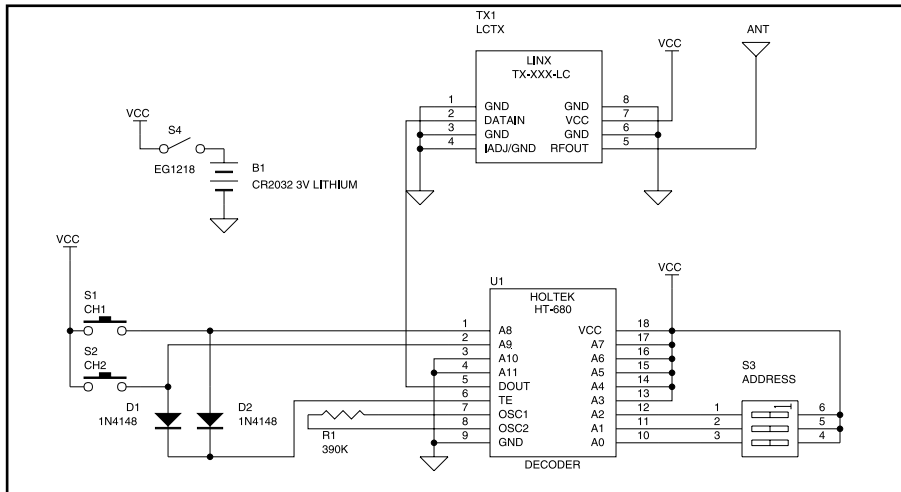 TX1
LCTX
LINX
TX-XXX-LC
VCC
ANT
1 GND GND 8
2 DATAIN VCC 7
3 GND GND 6
4 IADJ/GND RFOUT 5
VCC
S4
EG1218
B1
CR2032 3V LITHIUM
VCC
S1
CH1
S2
CH2
D1
1N4148
D2
1N4148
R1
390K
U1
HOLTEK
HT-680
VCC
1 A8 VCC 18
2 A9 A7 17
3 A10 A6 16
4 A11 A5 15
5 DOUT A4 14
6 TE A3 13
7 OSC1 A2 12
8 OSC2 A1 11
9 GND A0 10
DECODER
S3
ADDRESS
1 6
2 5
3 4